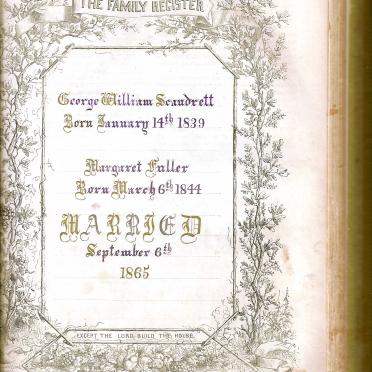 THE FAMILY REGISTER
George William Scandrett
Born January 14th 1839
Margaret Fuller
Born March 6th 1844
MARRIED
September 6th
1865
EXCEPT THE LORD BUILD THE HOUSE.